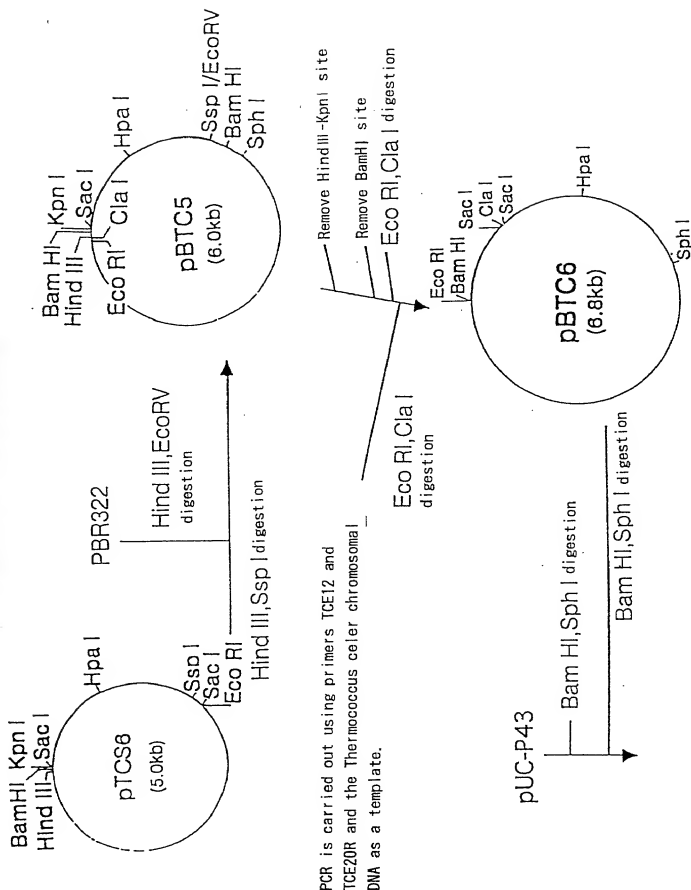 BamHI Kpn I
HInd III Sac I
Hpa I
pTCS6
(5.0kb)
Ssp I
Sac I
Eco RI
PBR322
Hind III,EcoRV
digestion
Hind III,Ssp I digestion
Bam HI Kpn I
Hind III Sac I
Cla I
Eco RI
Hpa I
pBTC5
(6.0kb)
Ssp I/EcoRV
Bam HI
Sph I
Remove HindIII-KpnI site
Remove BamHI site
Eco RI,Cla I digestion
PCR is carried out using primers TCE12 and
TCE20R and the Thermococcus celer chromosomal
DNA as a template.
Eco RI,Cla I
digestion
Eco RI
Bam HI
Sac I
Cla I
Sac I
Hpa I
pBTC6
(6.8kb)
Sph I
pUC-P43
Bam HI,Sph I digestion
Bam HI,Sph I digestion